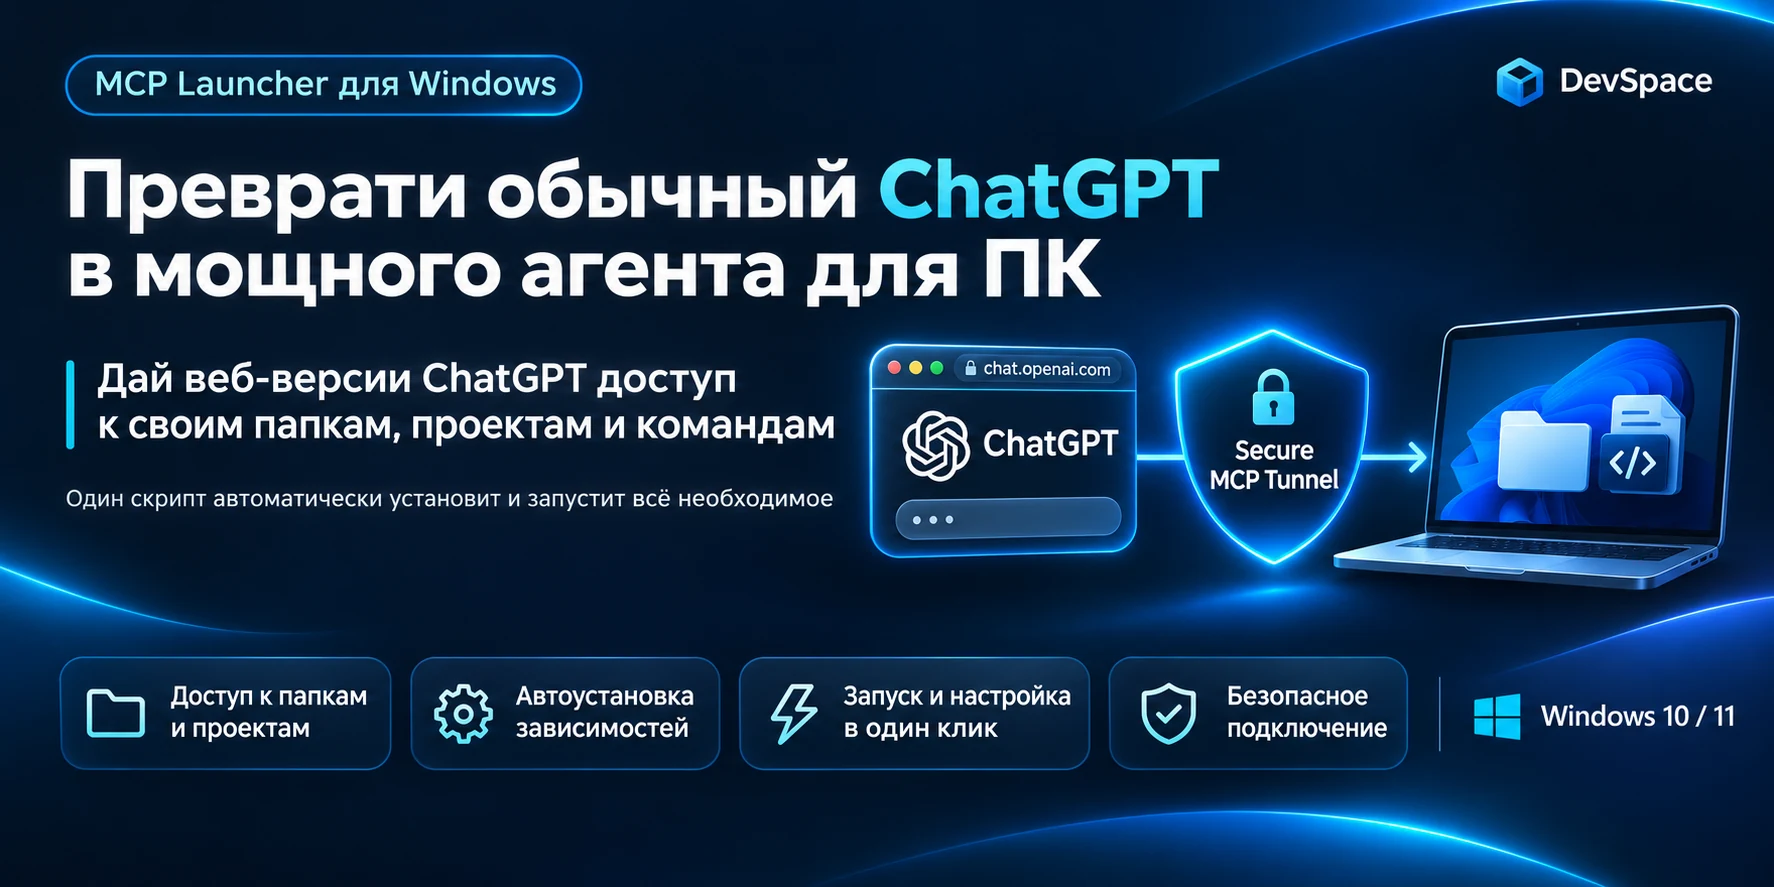 MCP Launcher для Windows
DevSpace
Преврати обычный ChatGPT
в мощного агента для ПК
Дай веб-версии ChatGPT доступ
к своим папкам, проектам и командам
Один скрипт автоматически установит и запустит всё необходимое
chat.openai.com
ChatGPT
Secure
MCP Tunnel
</>
Доступ к папкам
и проектам
Автоустановка
зависимостей
Запуск и настройка
в один клик
Безопасное
подключение
Windows 10 / 11